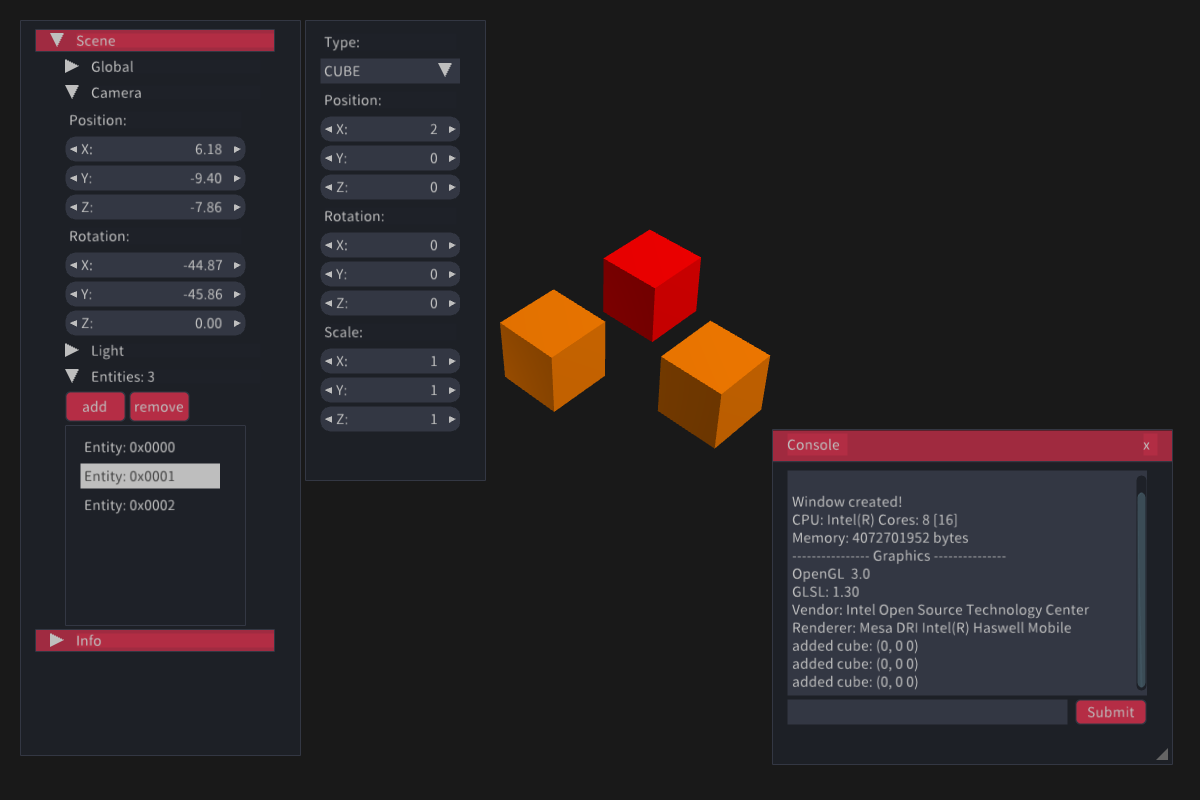 Scene
Global
Camera
Position:
X: 6.18
Y: -9.40
Z: -7.86
Rotation:
X: -44.87
Y: -45.86
Z: 0.00
Light
Entities: 3
add remove
Entity: 0x0000
Entity: 0x0001
Entity: 0x0002
Info
Type:
CUBE
Position:
X: 2
Y: 0
Z: 0
Rotation:
X: 0
Y: 0
Z: 0
Scale:
X: 1
Y: 1
Z: 1
Console x
Window created!
CPU: Intel(R) Cores: 8 [16]
Memory: 4072701952 bytes
---------------- Graphics ---------------
OpenGL  3.0
GLSL: 1.30
Vendor: Intel Open Source Technology Center
Renderer: Mesa DRI Intel(R) Haswell Mobile
added cube: (0, 0 0)
added cube: (0, 0 0)
added cube: (0, 0 0)
Submit